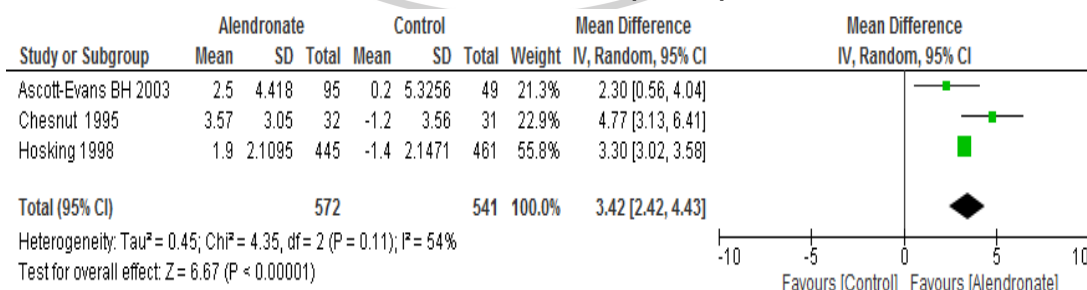 Alendronate Control Mean Difference Mean Difference
Study or Subgroup Mean SD Total Mean SD Total Weight IV, Random, 95% CI IV, Random, 95% CI
Ascott-Evans BH 2003 2.5 4.418 95 0.2 5.3256 49 21.3% 2.30 [0.56, 4.04]
Chesnut 1995 3.57 3.05 32 -1.2 3.56 31 22.9% 4.77 [3.13, 6.41]
Hosking 1998 1.9 2.1095 445 -1.4 2.1471 461 55.8% 3.30 [3.02, 3.58]
Total (95% CI) 572 541 100.0% 3.42 [2.42, 4.43]
Heterogeneity: Tau² = 0.45; Chi² = 4.35, df = 2 (P = 0.11); I² = 54%
Test for overall effect: Z = 6.67 (P < 0.00001)
-10 -5 0 5 10
Favours [Control] Favours [Alendronate]